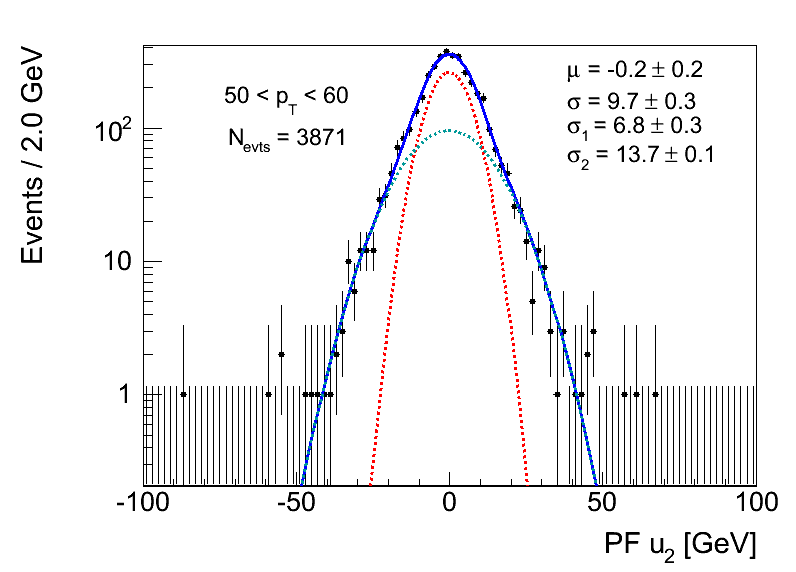 Events / 2.0 GeV
50 < p_T < 60
N_evts = 3871
μ = -0.2 ± 0.2
σ = 9.7 ± 0.3
σ_1 = 6.8 ± 0.3
σ_2 = 13.7 ± 0.1
10^2
10
1
-100 -50 0 50 100
PF u_2 [GeV]